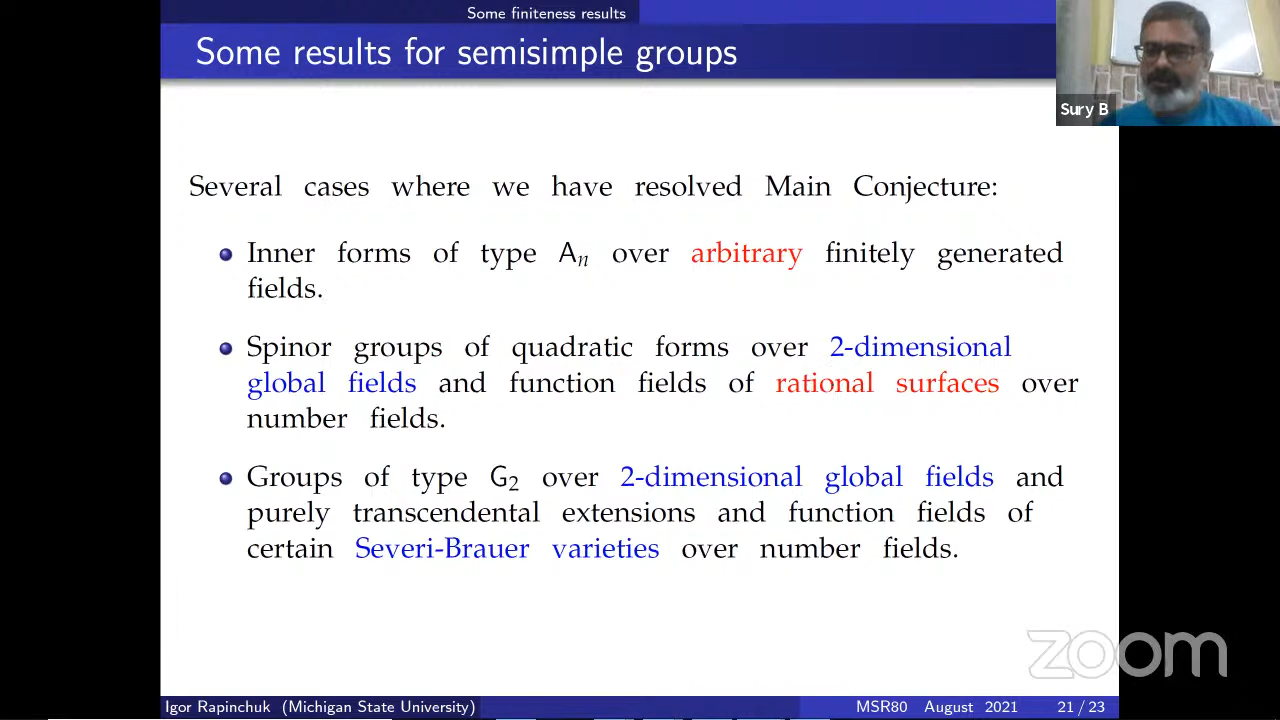 Some finiteness results
Some results for semisimple groups
Sury B
Several cases where we have resolved Main Conjecture:
Inner forms of type Aₙ over arbitrary finitely generated
fields.
Spinor groups of quadratic forms over 2-dimensional
global fields and function fields of rational surfaces over
number fields.
Groups of type G₂ over 2-dimensional global fields and
purely transcendental extensions and function fields of
certain Severi-Brauer varieties over number fields.
zoom
Igor Rapinchuk (Michigan State University) MSR80 August 2021 21 / 23